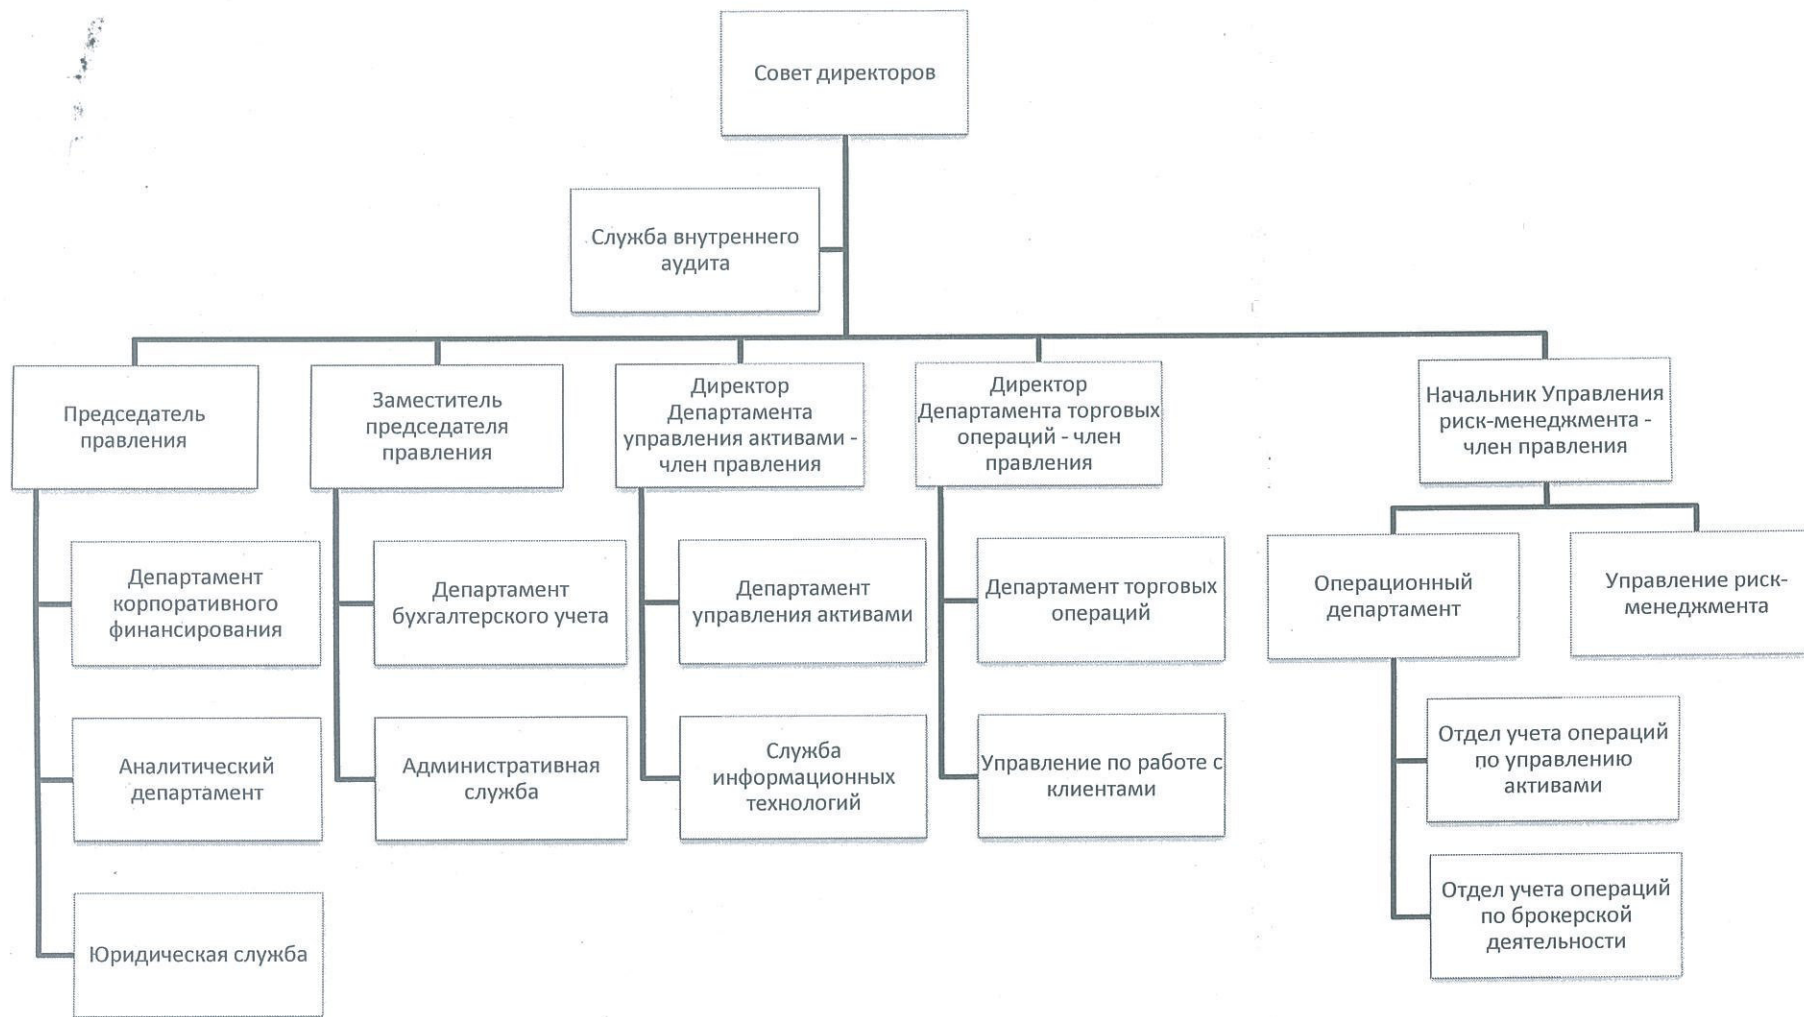 Совет директоров
Служба внутреннего
аудита
Председатель
правления
Заместитель
председателя
правления
Директор
Департамента
управления активами -
член правления
Директор
Департамента торговых
операций - член
правления
Начальник Управления
риск-менеджмента -
член правления
Департамент
корпоративного
финансирования
Департамент
бухгалтерского учета
Департамент
управления активами
Департамент торговых
операций
Операционный
департамент
Управление риск-
менеджмента
Аналитический
департамент
Административная
служба
Служба
информационных
технологий
Управление по работе с
клиентами
Отдел учета операций
по управлению
активами
Юридическая служба
Отдел учета операций
по брокерской
деятельности